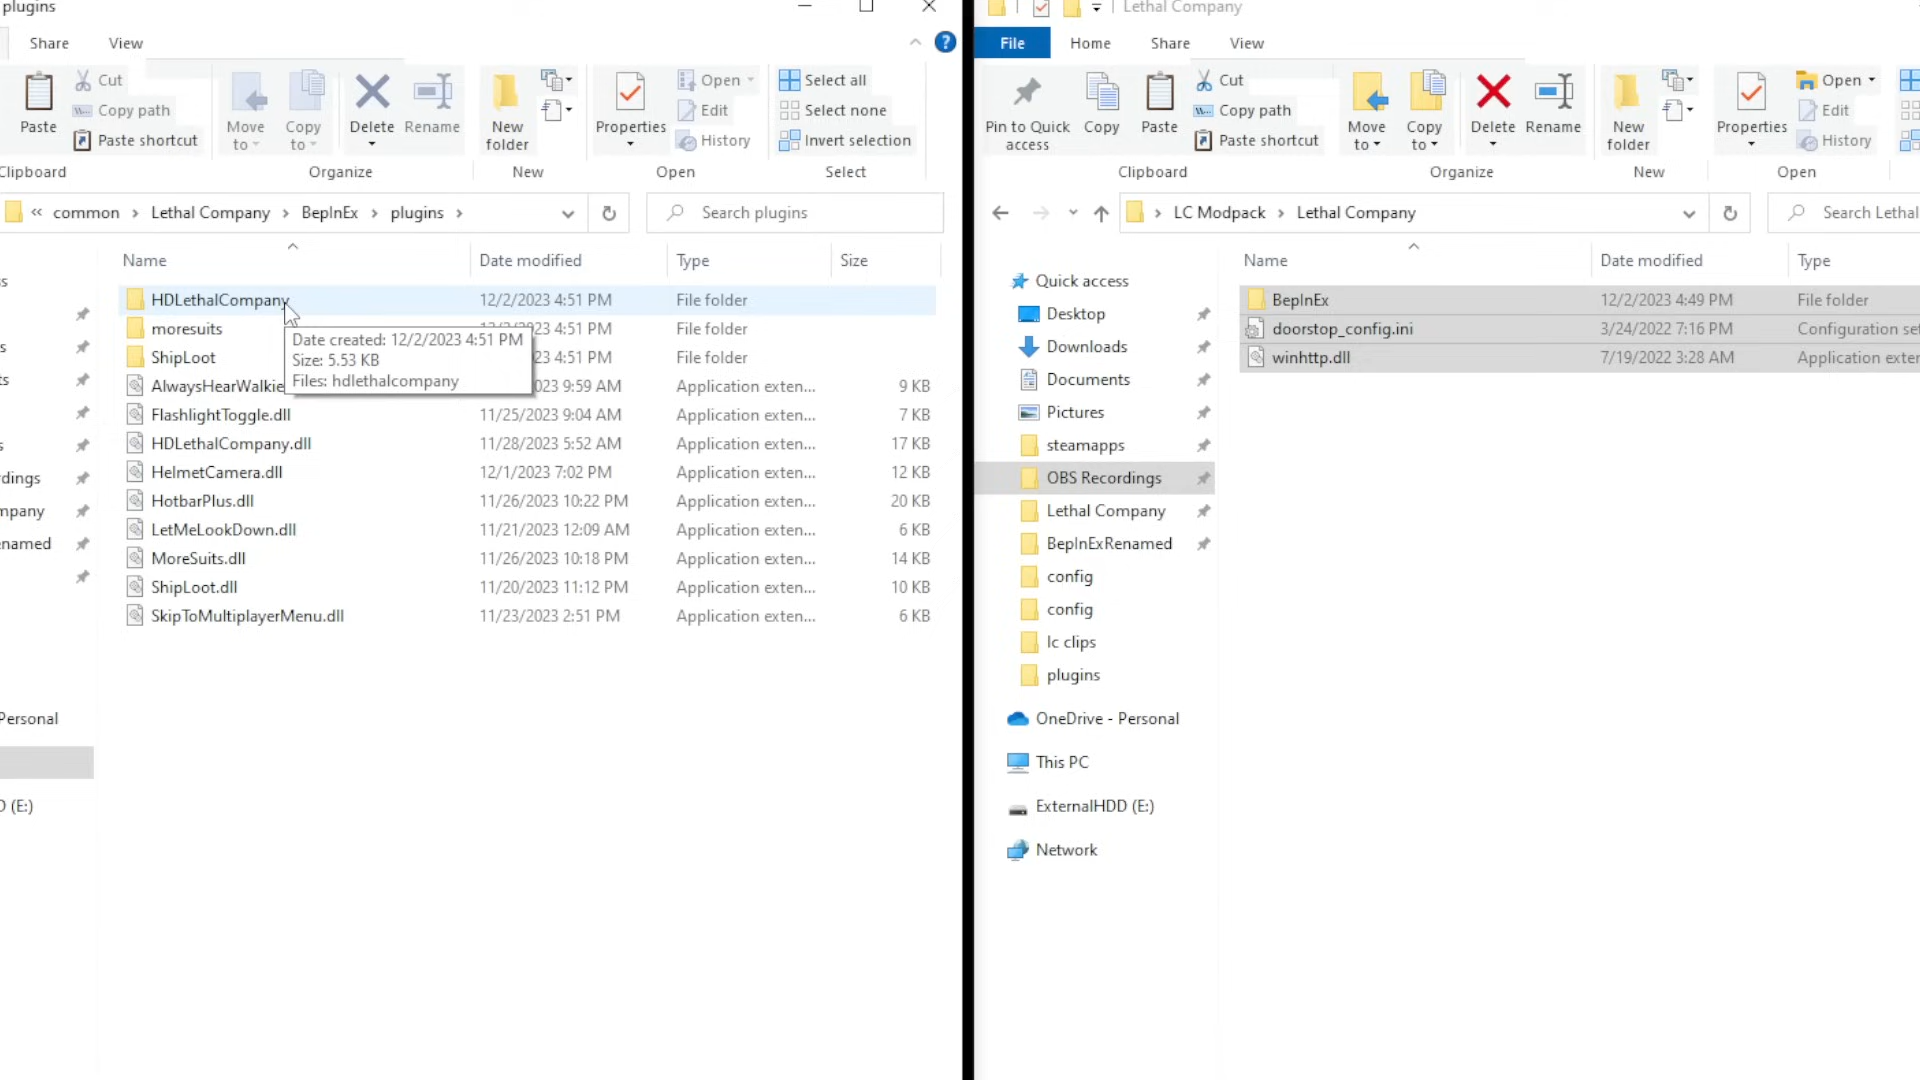 plugins
Share
View
Paste
Cut
Copy path
Paste shortcut
Move to
Copy to
Delete
Rename
New folder
Properties
Open
Edit
History
Select all
Select none
Invert selection
Clipboard
Organize
New
Open
Select
« common › Lethal Company › BepInEx › plugins ›
Search plugins
Name
Date modified
Type
Size
HDLethalCompany 12/2/2023 4:51 PM File folder
moresuits File folder
ShipLoot 23 4:51 PM File folder
AlwaysHearWalkie 023 9:59 AM Application exten... 9 KB
FlashlightToggle.dll 11/25/2023 9:04 AM Application exten... 7 KB
HDLethalCompany.dll 11/28/2023 5:52 AM Application exten... 17 KB
HelmetCamera.dll 12/1/2023 7:02 PM Application exten... 12 KB
HotbarPlus.dll 11/26/2023 10:22 PM Application exten... 20 KB
LetMeLookDown.dll 11/21/2023 12:09 AM Application exten... 6 KB
MoreSuits.dll 11/26/2023 10:18 PM Application exten... 14 KB
ShipLoot.dll 11/20/2023 11:12 PM Application exten... 10 KB
SkipToMultiplayerMenu.dll 11/23/2023 2:51 PM Application exten... 6 KB
Date created: 12/2/2023 4:51 PM
Size: 5.53 KB
Files: hdlethalcompany
dings
mpany
enamed
Personal
D (E:)
Lethal Company
File
Home
Share
View
Pin to Quick access
Copy
Paste
Cut
Copy path
Paste shortcut
Move to
Copy to
Delete
Rename
New folder
Properties
Open
Edit
History
Clipboard
Organize
New
Open
› LC Modpack › Lethal Company
Search Lethal
Name
Date modified
Type
BepInEx 12/2/2023 4:49 PM File folder
doorstop_config.ini 3/24/2022 7:16 PM Configuration set
winhttp.dll 7/19/2022 3:28 AM Application exten
Quick access
Desktop
Downloads
Documents
Pictures
steamapps
OBS Recordings
Lethal Company
BepInExRenamed
config
config
lc clips
plugins
OneDrive - Personal
This PC
ExternalHDD (E:)
Network